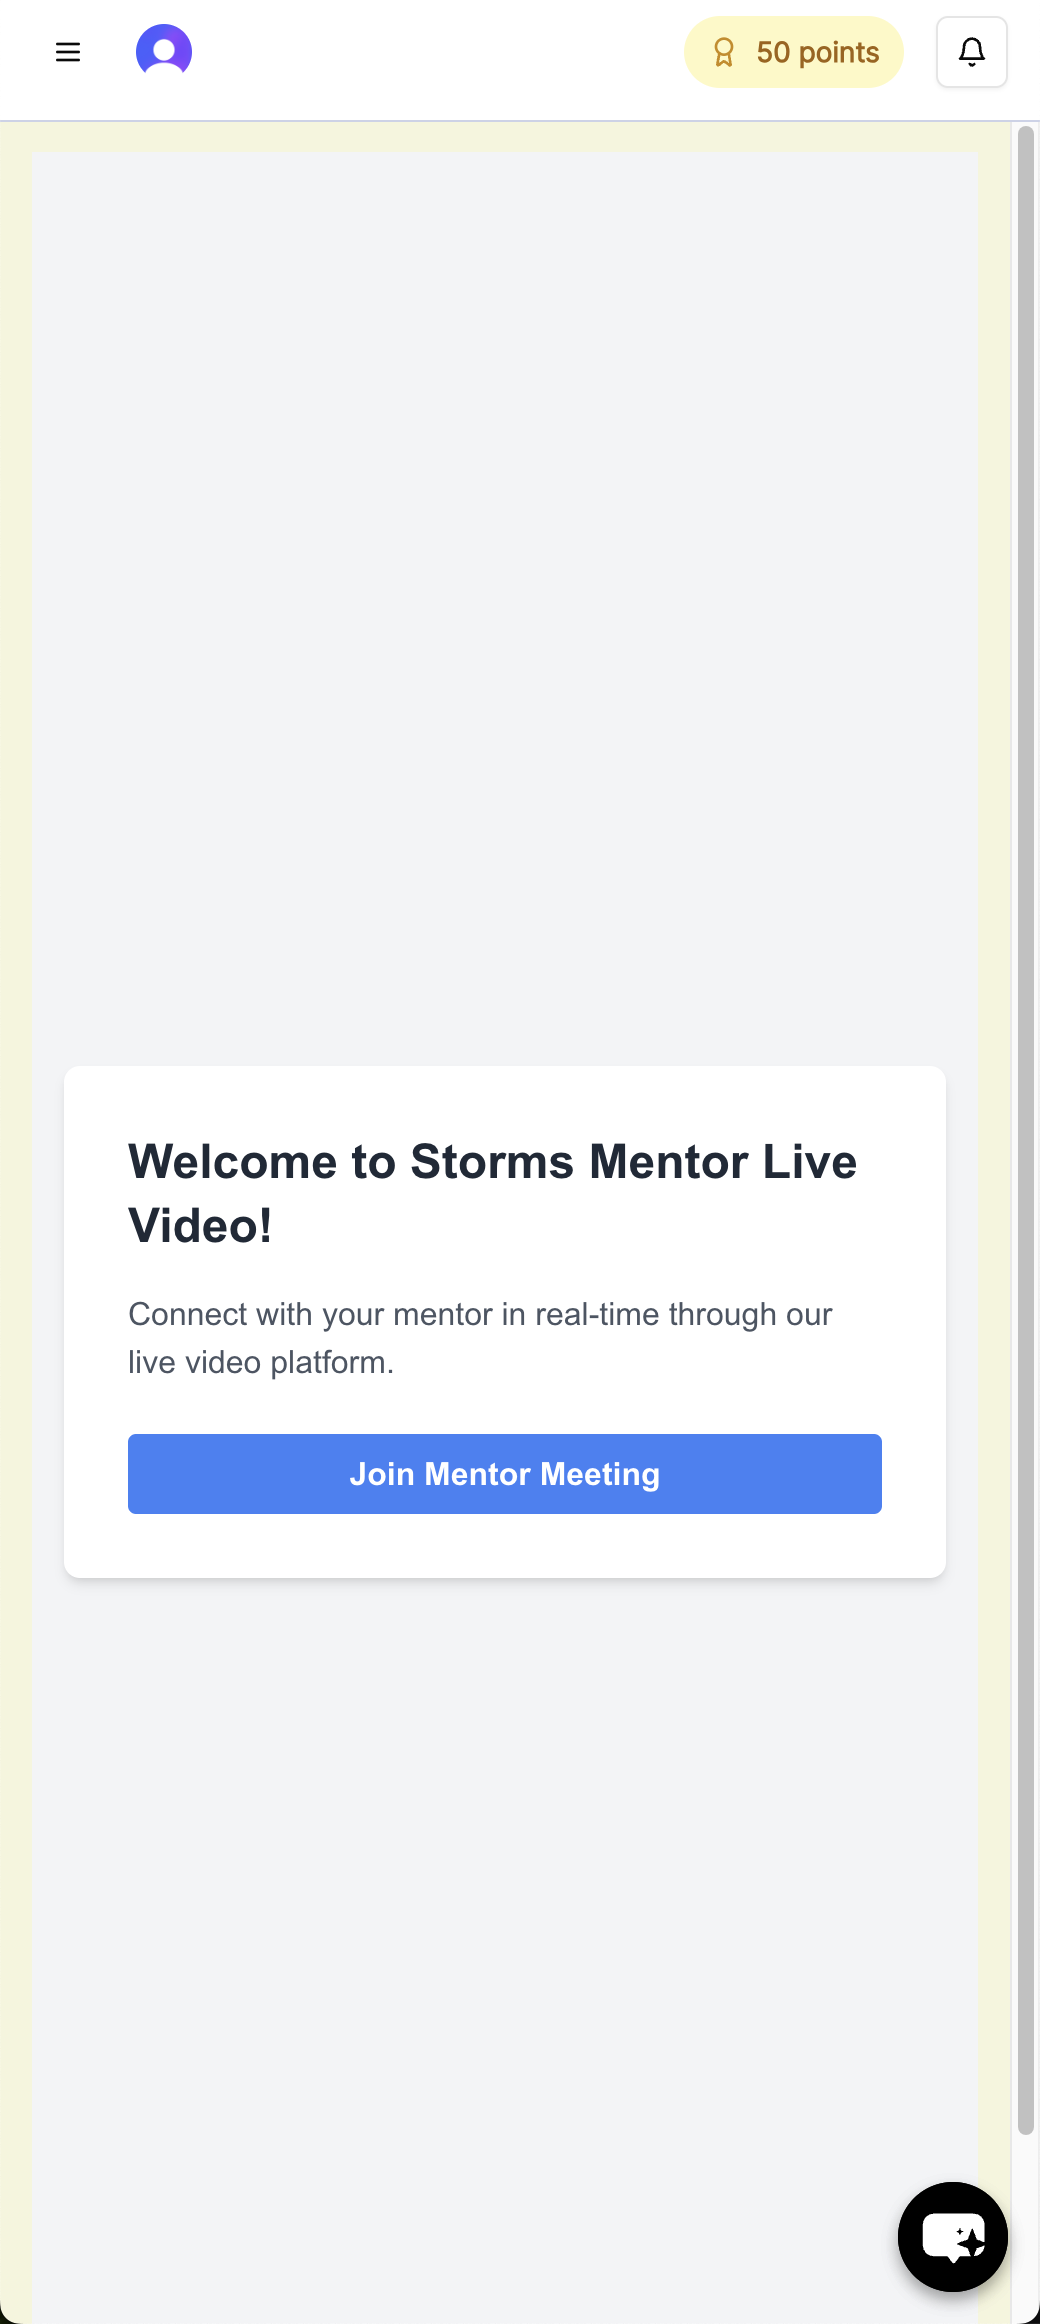 50 points
Welcome to Storms Mentor Live
Video!
Connect with your mentor in real-time through our
live video platform.
Join Mentor Meeting